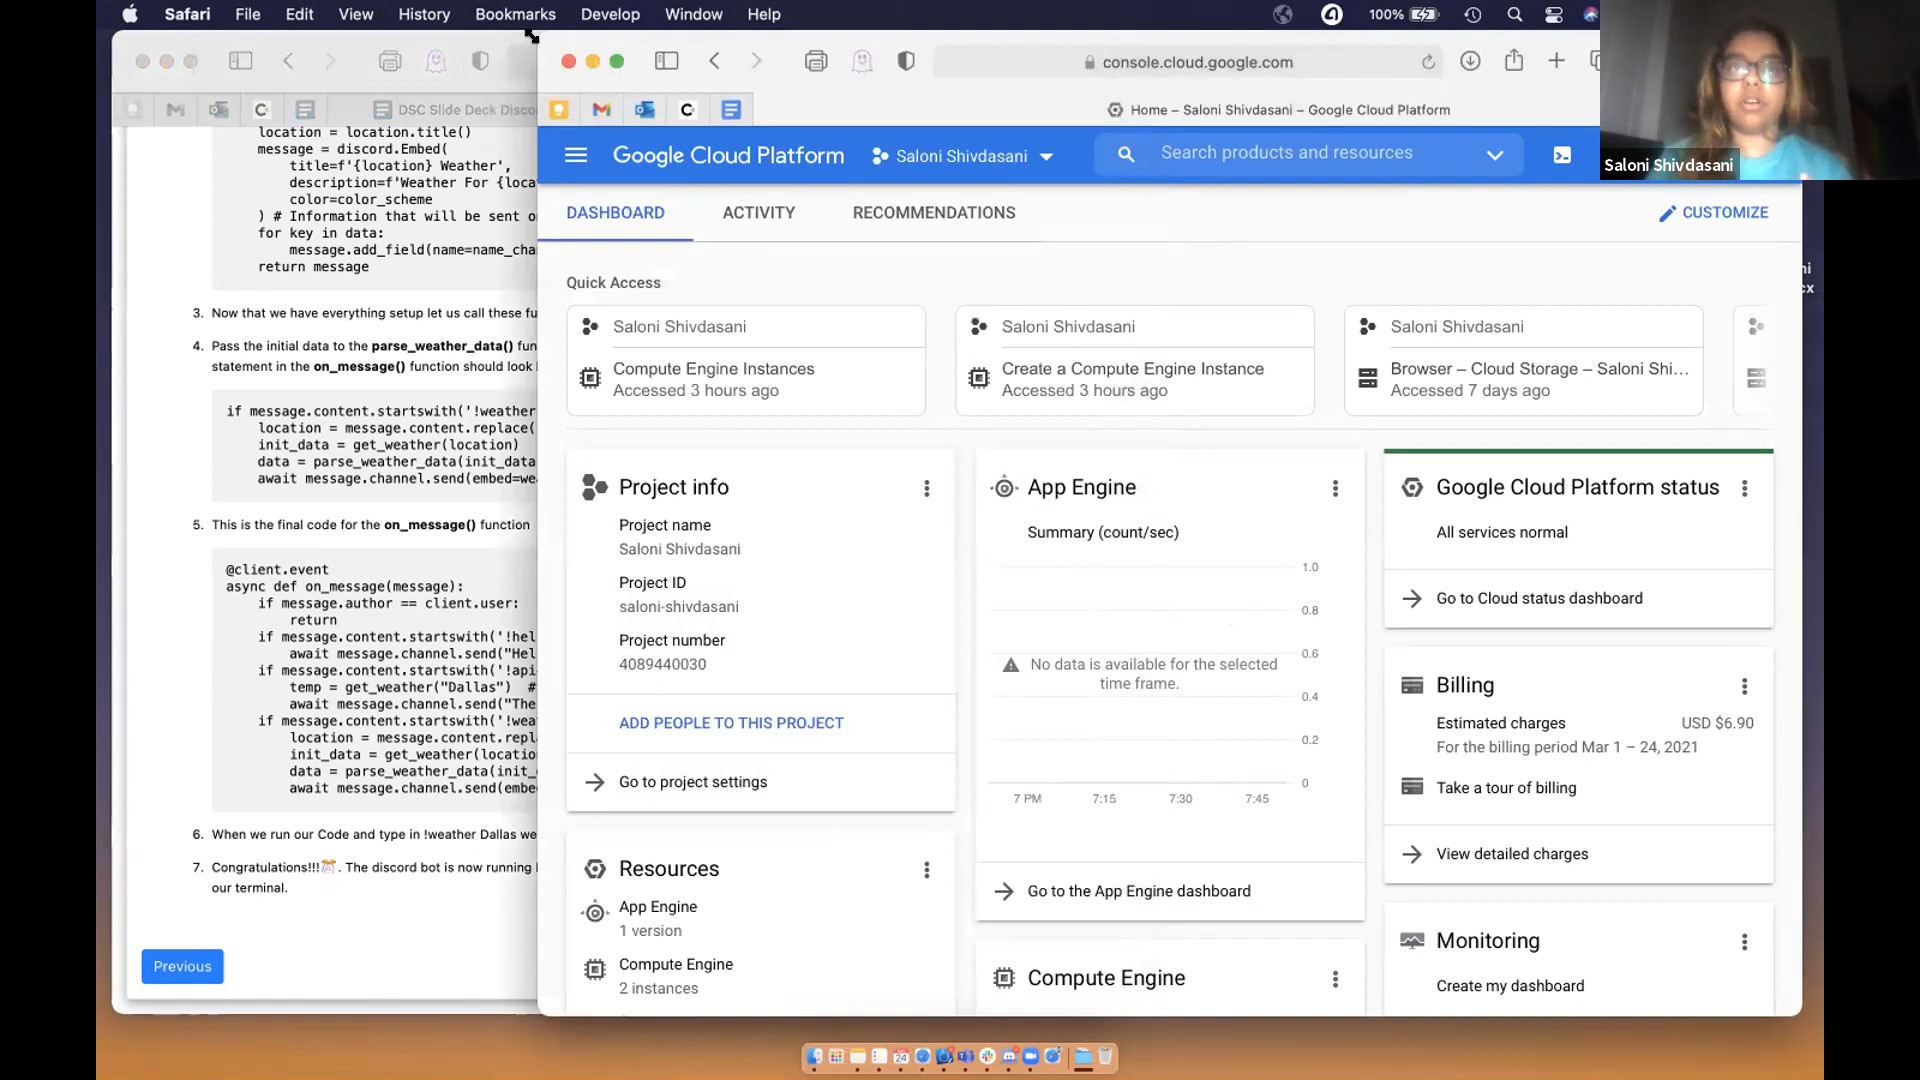 Safari File Edit View History Bookmarks Develop Window Help
100%
Saloni Shivdasani
DSC Slide Deck Disco
location = location.title()
message = discord.Embed(
title=f'{location} Weather',
description=f'Weather For {loca
color=color_scheme
) # Information that will be sent o
for key in data:
message.add_field(name=name_cha
return message
3. Now that we have everything setup let us call these fu
4. Pass the initial data to the parse_weather_data() fun
statement in the on_message() function should look
if message.content.startswith('!weather
location = message.content.replace(
init_data = get_weather(location)
data = parse_weather_data(init_data
await message.channel.send(embed=we
5. This is the final code for the on_message() function
@client.event
async def on_message(message):
if message.author == client.user:
return
if message.content.startswith('!hel
await message.channel.send("Hel
if message.content.startswith('!api
temp = get_weather("Dallas") #
await message.channel.send("The
if message.content.startswith('!wea
location = message.content.repl
init_data = get_weather(locatio
data = parse_weather_data(init_
await message.channel.send(embe
6. When we run our Code and type in !weather Dallas we
7. Congratulations!!! . The discord bot is now running
our terminal.
Previous
console.cloud.google.com
Home – Saloni Shivdasani – Google Cloud Platform
Google Cloud Platform
Saloni Shivdasani
Search products and resources
DASHBOARD
ACTIVITY
RECOMMENDATIONS
CUSTOMIZE
Quick Access
Saloni Shivdasani
Compute Engine Instances
Accessed 3 hours ago
Saloni Shivdasani
Create a Compute Engine Instance
Accessed 3 hours ago
Saloni Shivdasani
Browser – Cloud Storage – Saloni Shi...
Accessed 7 days ago
Project info
Project name
Saloni Shivdasani
Project ID
saloni-shivdasani
Project number
4089440030
ADD PEOPLE TO THIS PROJECT
Go to project settings
Resources
App Engine
1 version
Compute Engine
2 instances
App Engine
Summary (count/sec)
1.0
0.8
0.6
No data is available for the selected
time frame.
0.4
0.2
0
7 PM 7:15 7:30 7:45
Go to the App Engine dashboard
Compute Engine
Google Cloud Platform status
All services normal
Go to Cloud status dashboard
Billing
Estimated charges USD $6.90
For the billing period Mar 1 – 24, 2021
Take a tour of billing
View detailed charges
Monitoring
Create my dashboard
ni
cx
24